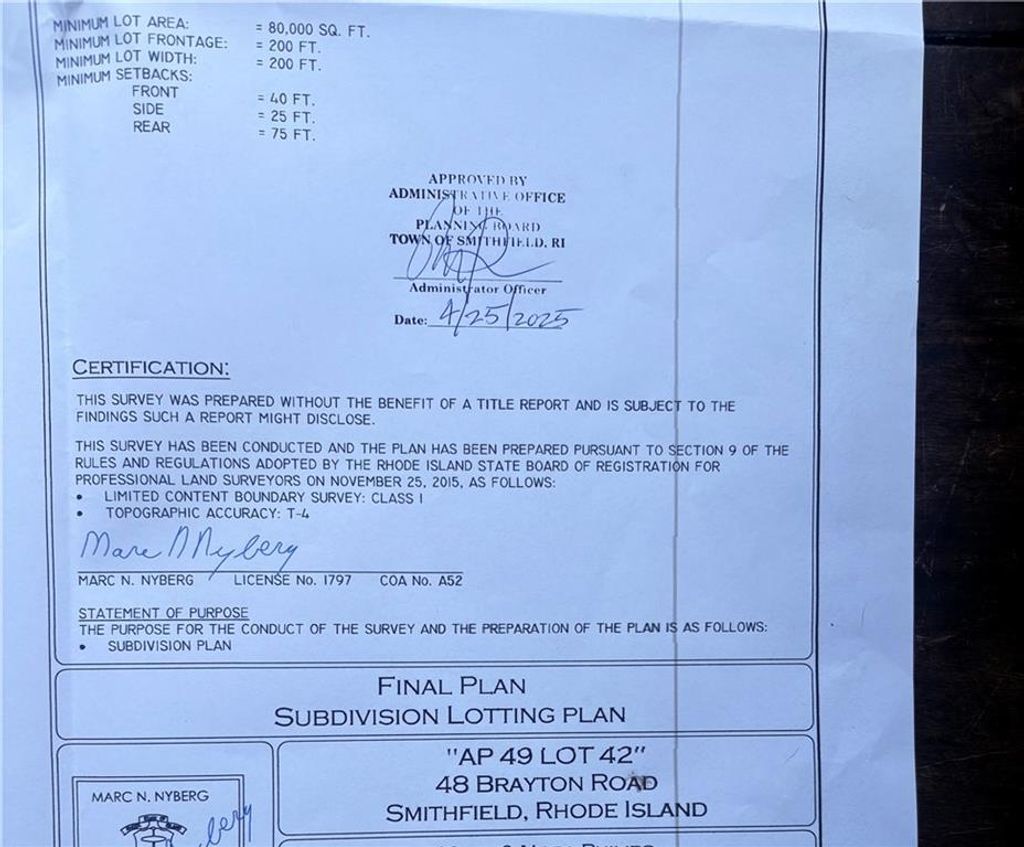 MINIMUM LOT AREA: = 80,000 SQ. FT.
MINIMUM LOT FRONTAGE: = 200 FT.
MINIMUM LOT WIDTH: = 200 FT.
MINIMUM SETBACKS:
FRONT = 40 FT.
SIDE = 25 FT.
REAR = 75 FT.
APPROVED BY
ADMINISTRATIVE OFFICE
OF THE
PLANNING BOARD
TOWN OF SMITHFIELD, RI
Administrator Officer
Date: 4/25/2025
CERTIFICATION:
THIS SURVEY WAS PREPARED WITHOUT THE BENEFIT OF A TITLE REPORT AND IS SUBJECT TO THE
FINDINGS SUCH A REPORT MIGHT DISCLOSE.
THIS SURVEY HAS BEEN CONDUCTED AND THE PLAN HAS BEEN PREPARED PURSUANT TO SECTION 9 OF THE
RULES AND REGULATIONS ADOPTED BY THE RHODE ISLAND STATE BOARD OF REGISTRATION FOR
PROFESSIONAL LAND SURVEYORS ON NOVEMBER 25, 2015, AS FOLLOWS:
• LIMITED CONTENT BOUNDARY SURVEY: CLASS I
• TOPOGRAPHIC ACCURACY: T-4
Marc N Nyberg
MARC N. NYBERG LICENSE No. 1797 COA No. A52
STATEMENT OF PURPOSE
THE PURPOSE FOR THE CONDUCT OF THE SURVEY AND THE PREPARATION OF THE PLAN IS AS FOLLOWS:
• SUBDIVISION PLAN
FINAL PLAN
SUBDIVISION LOTTING PLAN
"AP 49 LOT 42"
48 BRAYTON ROAD
SMITHFIELD, RHODE ISLAND
MARC N. NYBERG